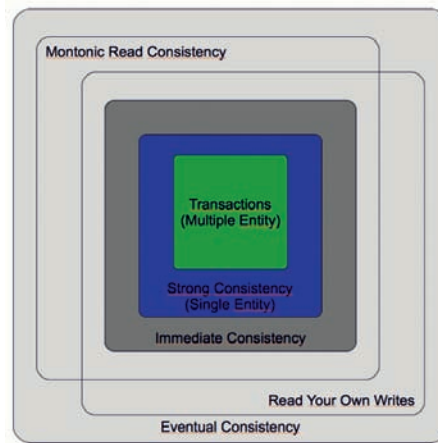 Montonic Read Consistency
Transactions
(Multiple Entity)
Strong Consistency
(Single Entity)
Immediate Consistency
Read Your Own Writes
Eventual Consistency